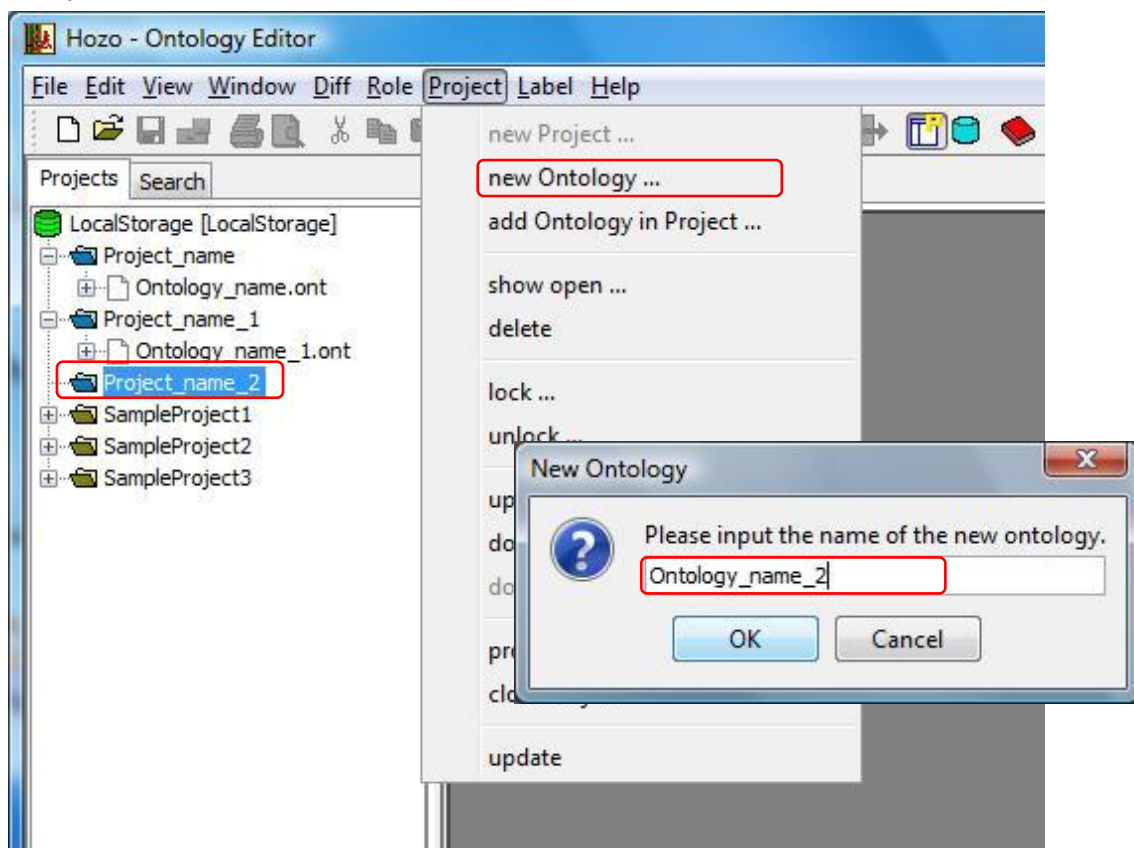 Hozo - Ontology Editor
File Edit View Window Diff Role Project Label Help
Projects Search
LocalStorage [LocalStorage]
Project_name
Ontology_name.ont
Project_name_1
Ontology_name_1.ont
Project_name_2
SampleProject1
SampleProject2
SampleProject3
new Project ...
new Ontology ...
add Ontology in Project ...
show open ...
delete
lock ...
unlock ...
update
New Ontology
Please input the name of the new ontology.
Ontology_name_2
OK Cancel